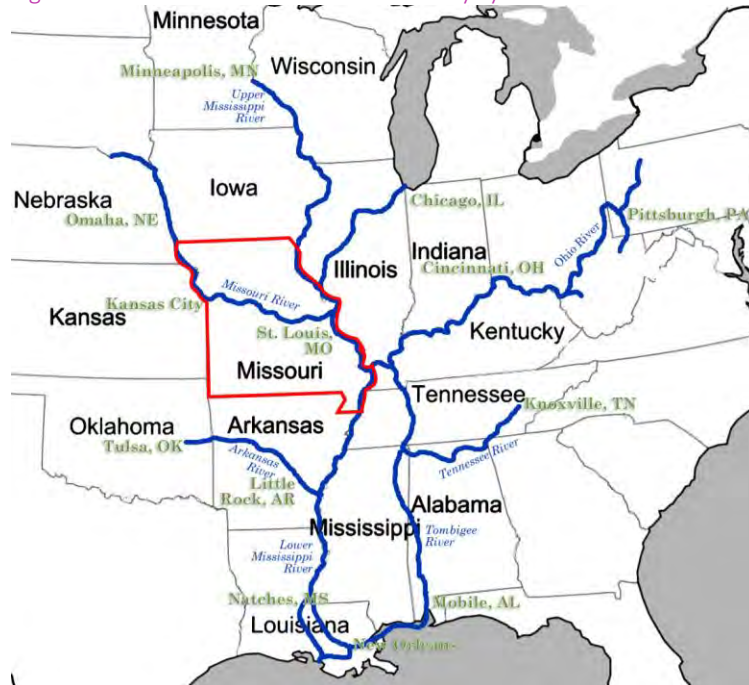 Minnesota
Minneapolis, MN
Wisconsin
Upper
Mississippi
River
Iowa
Nebraska
Omaha, NE
Chicago, IL
Pittsburgh, PA
Ohio River
Indiana
Illinois
Cincinnati, OH
Missouri River
Kansas City
Kansas
St. Louis,
MO
Kentucky
Missouri
Tennessee
Knoxville, TN
Oklahoma
Arkansas
Tulsa, OK
Arkansas
River
Tennessee River
Little
Rock, AR
Alabama
Mississippi
Tombigee
River
Lower
Mississippi
River
Natches, MS
Mobile, AL
Louisiana
New Orleans